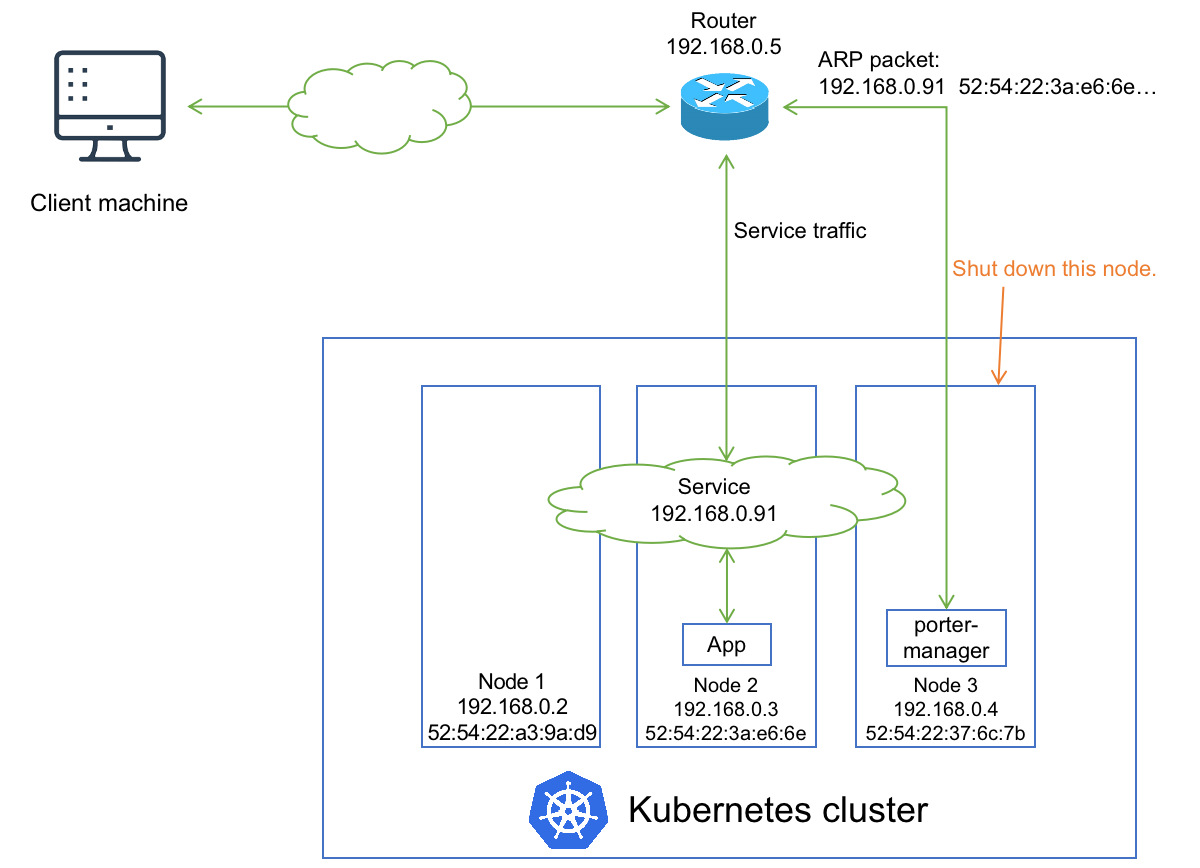 Router
192.168.0.5
ARP packet:
192.168.0.91 52:54:22:3a:e6:6e…
Client machine
Service traffic
Shut down this node.
Service
192.168.0.91
App
porter-
manager
Node 1
192.168.0.2
52:54:22:a3:9a:d9
Node 2
192.168.0.3
52:54:22:3a:e6:6e
Node 3
192.168.0.4
52:54:22:37:6c:7b
Kubernetes cluster